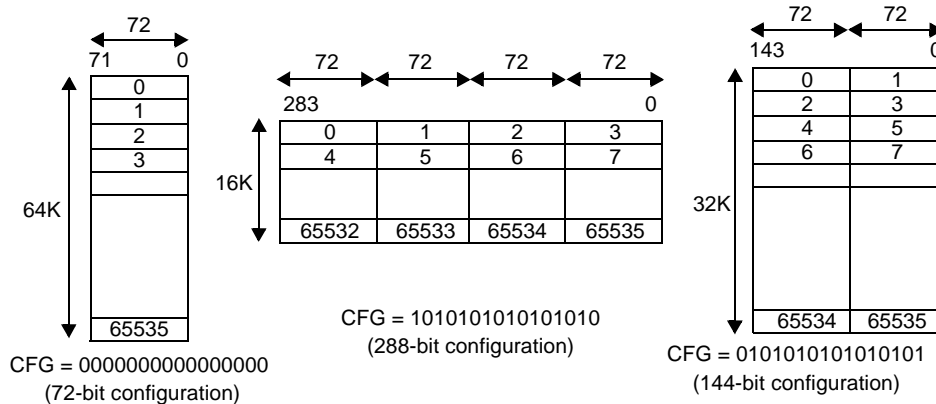 72
71 0
0
1
2
3
64K
65535
CFG = 0000000000000000
(72-bit configuration)
72 72 72 72
283 0
0 1 2 3
4 5 6 7
16K
65532 65533 65534 65535
CFG = 1010101010101010
(288-bit configuration)
72 72
143 0
0 1
2 3
4 5
6 7
32K
65534 65535
CFG = 0101010101010101
(144-bit configuration)